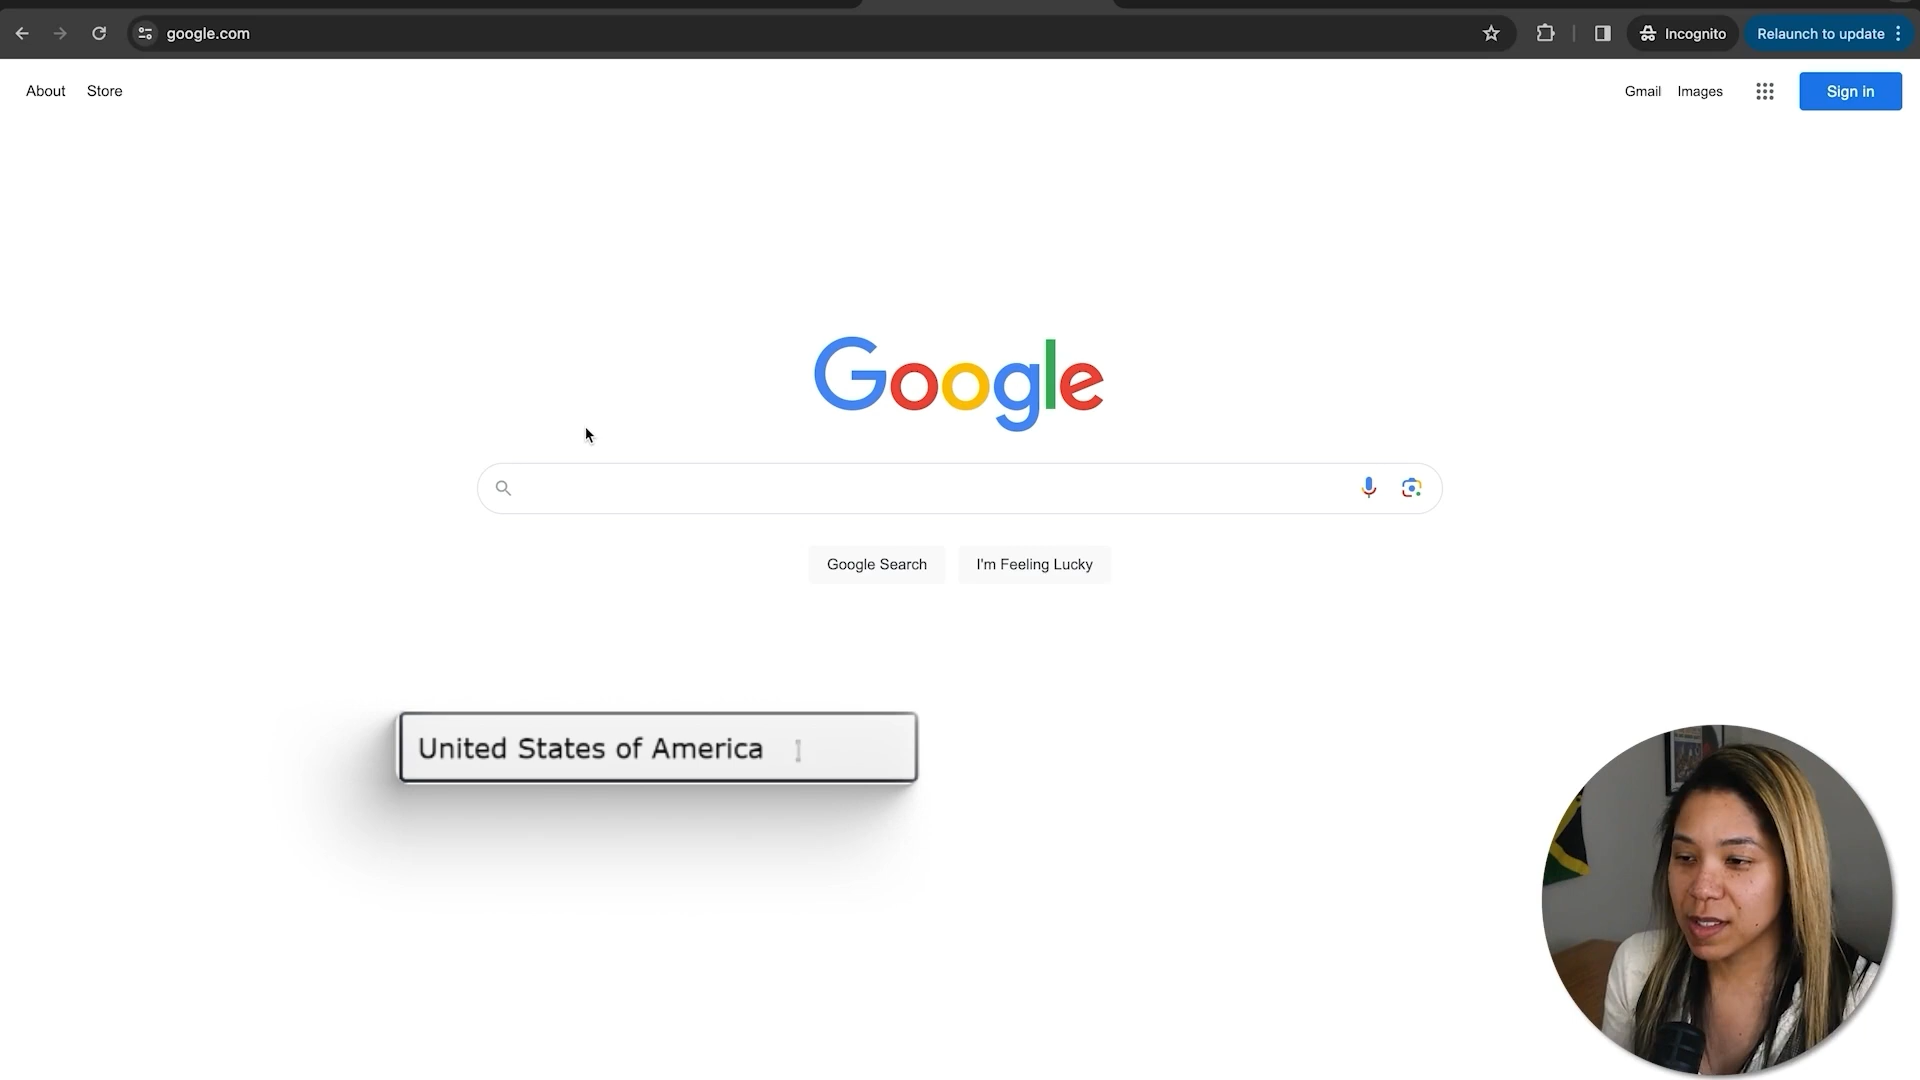 google.com
Incognito
Relaunch to update
About
Store
Gmail
Images
Sign in
Google
Google Search
I'm Feeling Lucky
United States of America